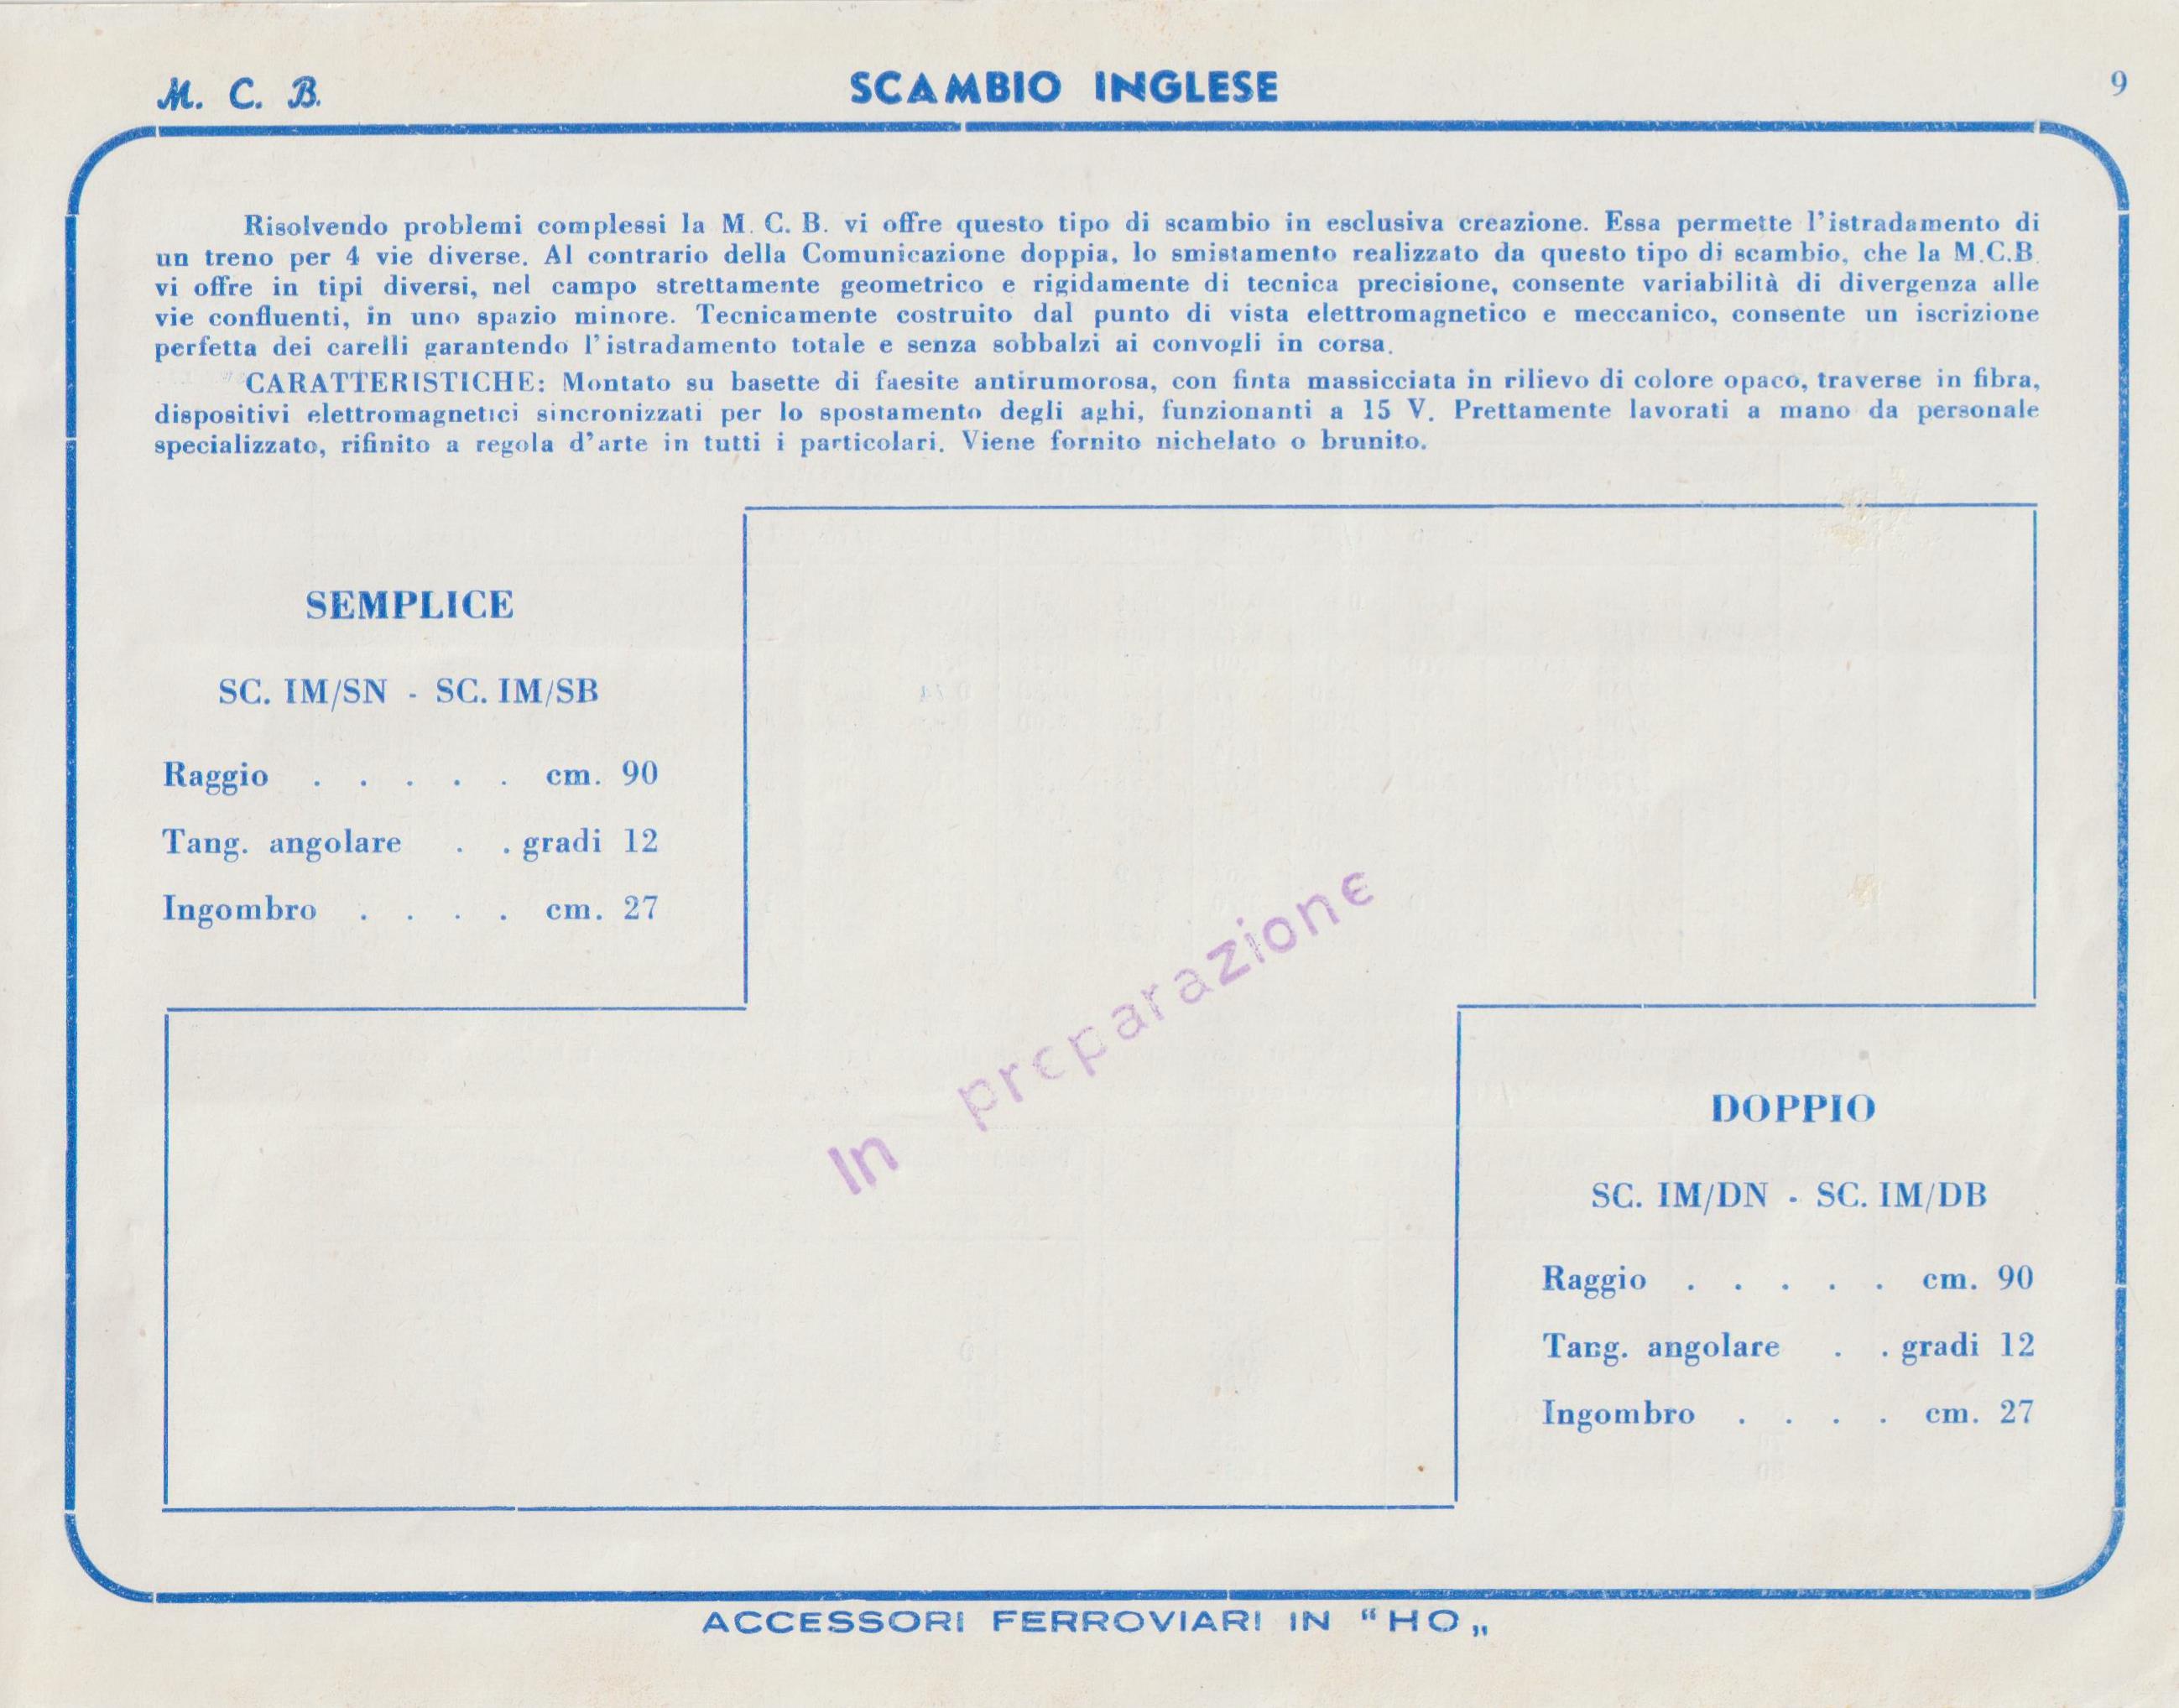 M. C. B.
SCAMBIO INGLESE
9
Risolvendo problemi complessi la M. C. B. vi offre questo tipo di scambio in esclusiva creazione. Essa permette l'istradamento di
un treno per 4 vie diverse. Al contrario della Comunicazione doppia, lo smistamento realizzato da questo tipo di scambio, che la M.C.B.
vi offre in tipi diversi, nel campo strettamente geometrico e rigidamente di tecnica precisione, consente variabilità di divergenza alle
vie confluenti, in uno spazio minore. Tecnicamente costruito dal punto di vista elettromagnetico e meccanico, consente un iscrizione
perfetta dei carelli garantendo l'istradamento totale e senza sobbalzi ai convogli in corsa.
CARATTERISTICHE: Montato su basette di faesite antirumorosa, con finta massicciata in rilievo di colore opaco, traverse in fibra,
dispositivi elettromagnetici sincronizzati per lo spostamento degli aghi, funzionanti a 15 V. Prettamente lavorati a mano da personale
specializzato, rifinito a regola d'arte in tutti i particolari. Viene fornito nichelato o brunito.
SEMPLICE
SC. IM/SN - SC. IM/SB
Raggio . . . . . cm. 90
Tang. angolare . . gradi 12
Ingombro . . . . cm. 27
In preparazione
DOPPIO
SC. IM/DN - SC. IM/DB
Raggio . . . . . cm. 90
Tang. angolare . . gradi 12
Ingombro . . . . cm. 27
ACCESSORI FERROVIARI IN “HO„